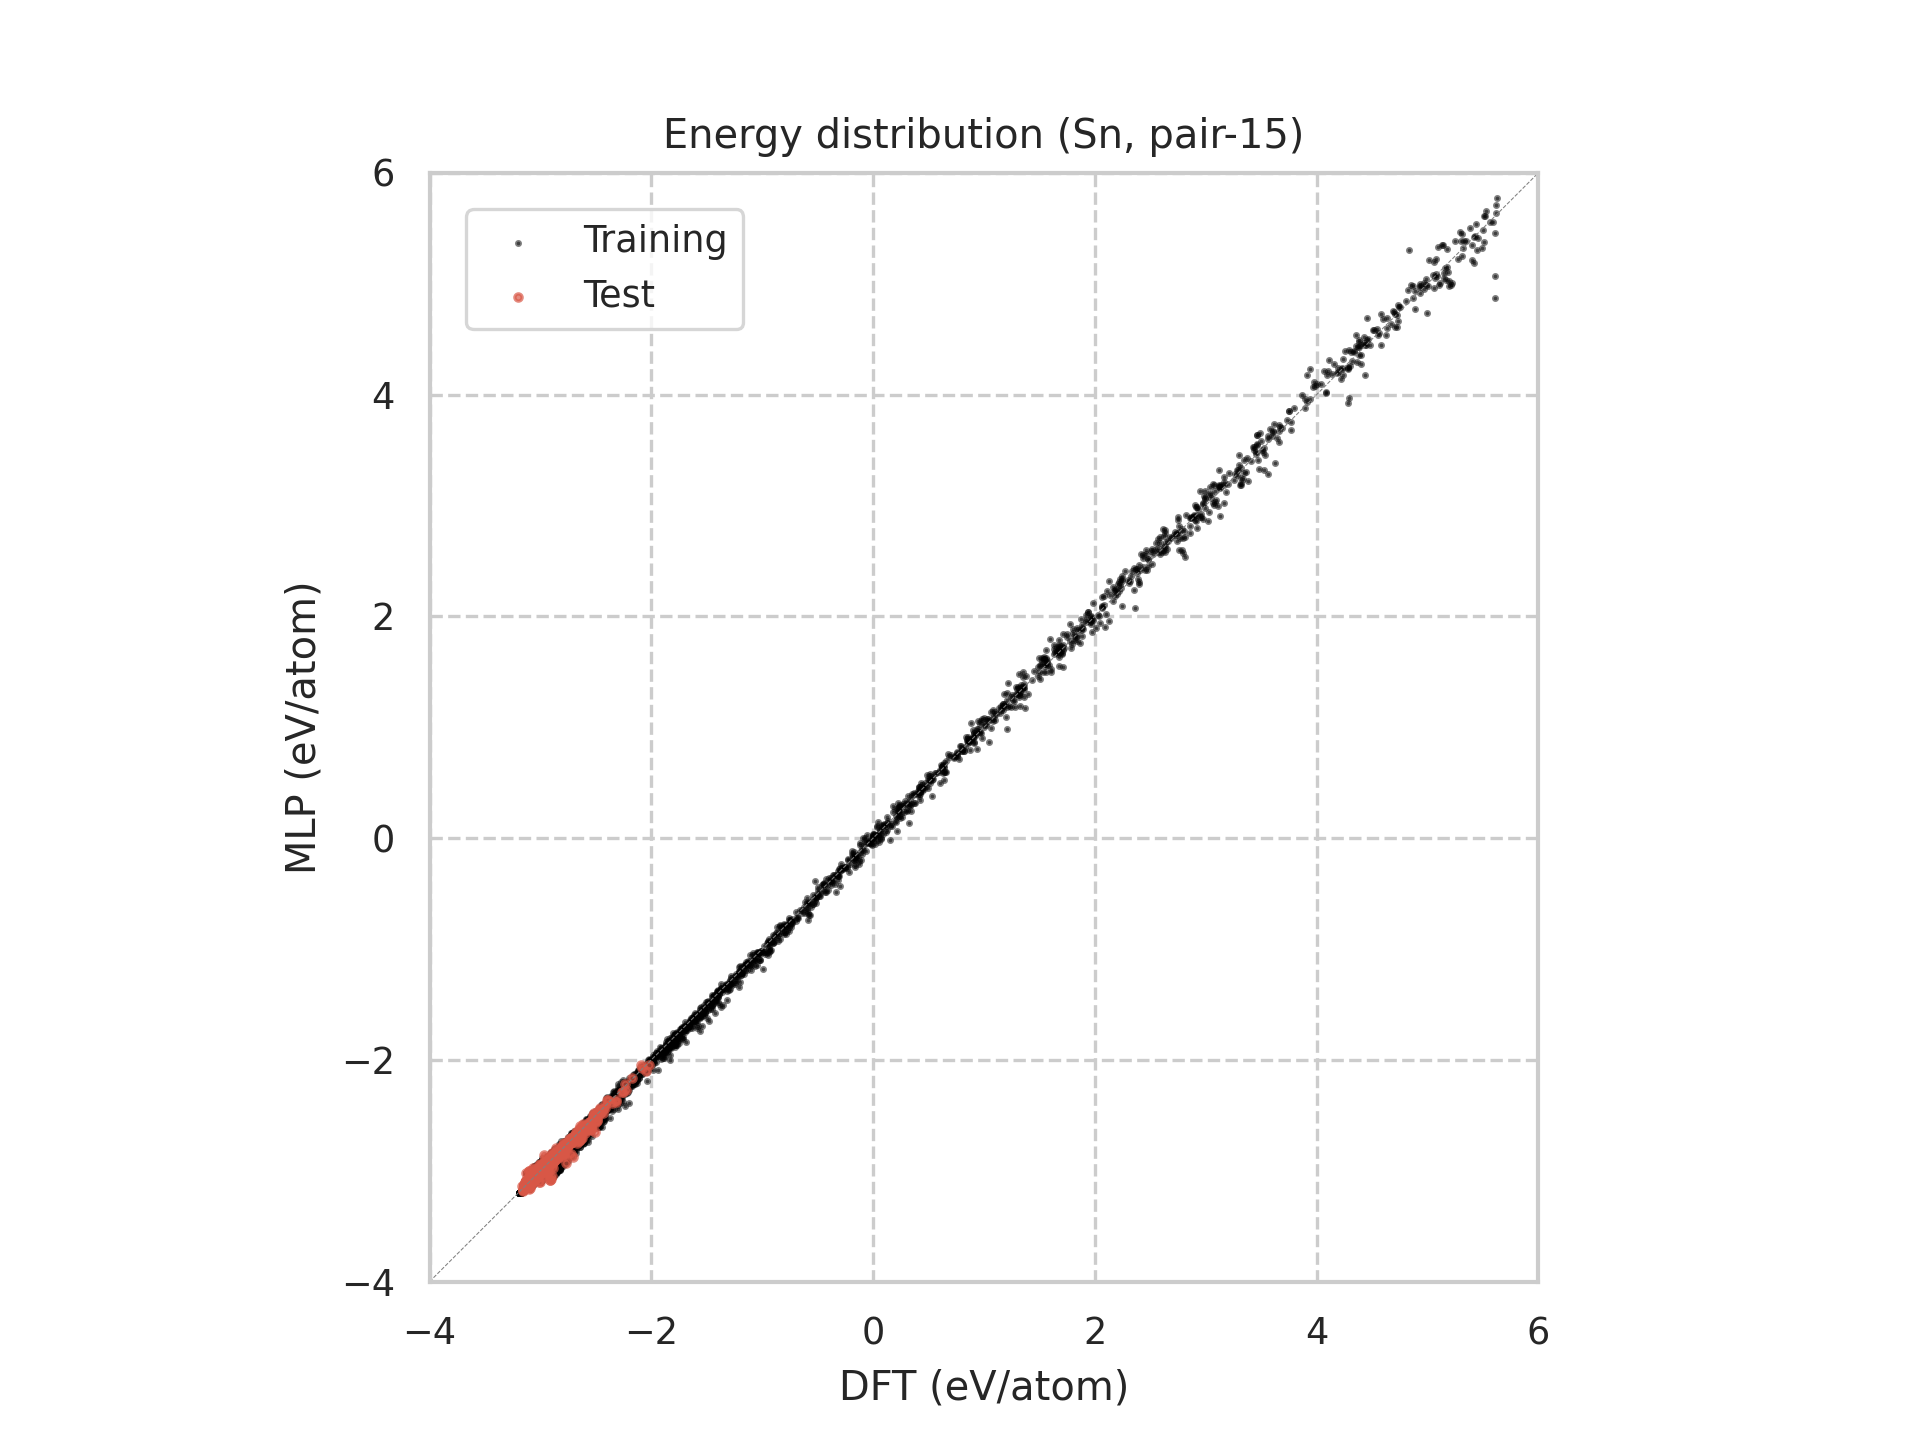 Energy distribution (Sn, pair-15)
Training
Test
6
4
2
0
−2
−4
MLP (eV/atom)
−4
−2
0
2
4
6
DFT (eV/atom)